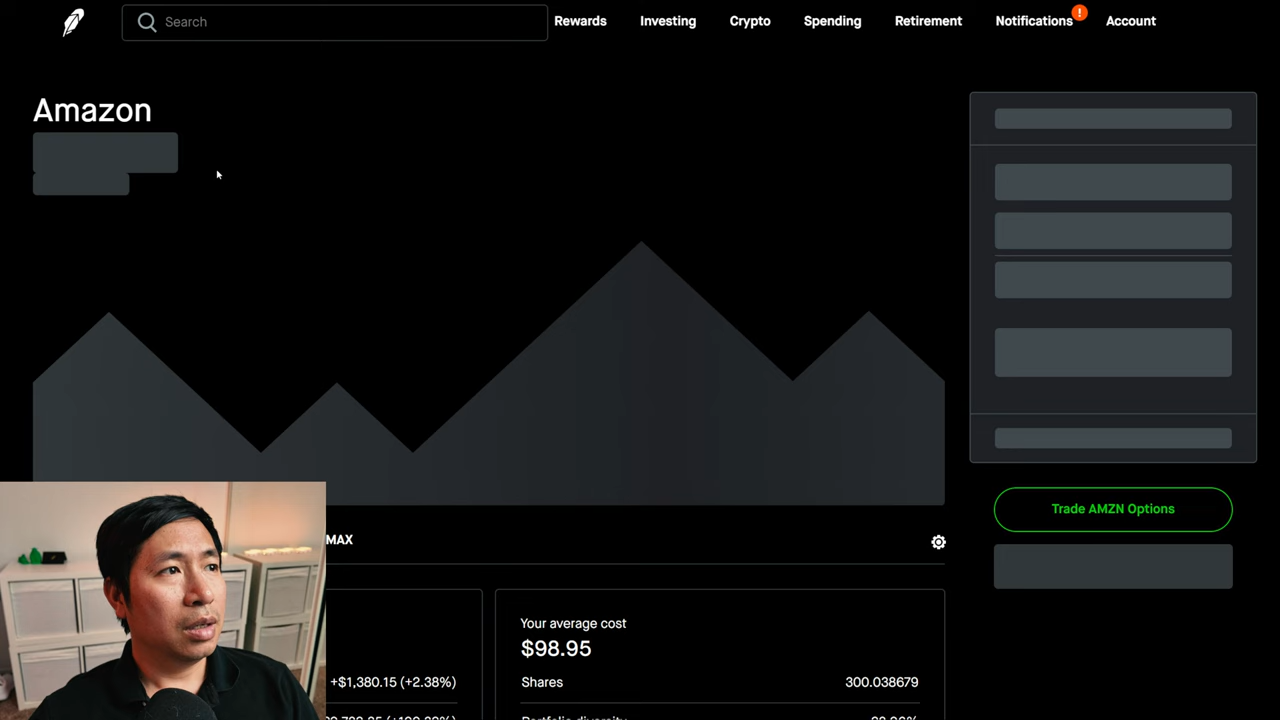 Search
Rewards
Investing
Crypto
Spending
Retirement
Notifications
!
Account
Amazon
Trade AMZN Options
MAX
Your average cost
$98.95
+$1,380.15 (+2.38%)
Shares
300.038679